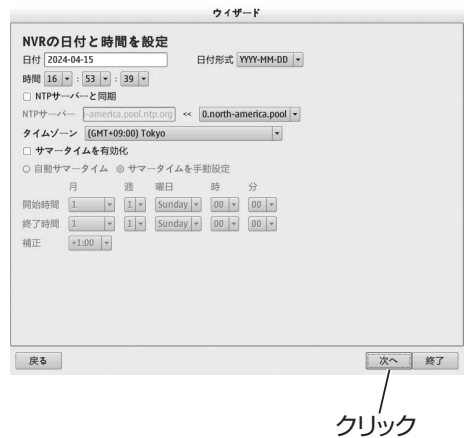 ウィザード
NVRの日付と時間を設定
日付 2024-04-15 日付形式 YYYY-MM-DD
時間 16 : 53 : 39
NTPサーバーと同期
NTPサーバー -america.pool.ntp.org << 0.north-america.pool
タイムゾーン (GMT+09:00) Tokyo
サマータイムを有効化
自動サマータイム サマータイムを手動設定
月 週 曜日 時 分
開始時間 1 1 Sunday 00 00
終了時間 1 1 Sunday 00 00
補正 +1:00
戻る 次へ 終了
クリック